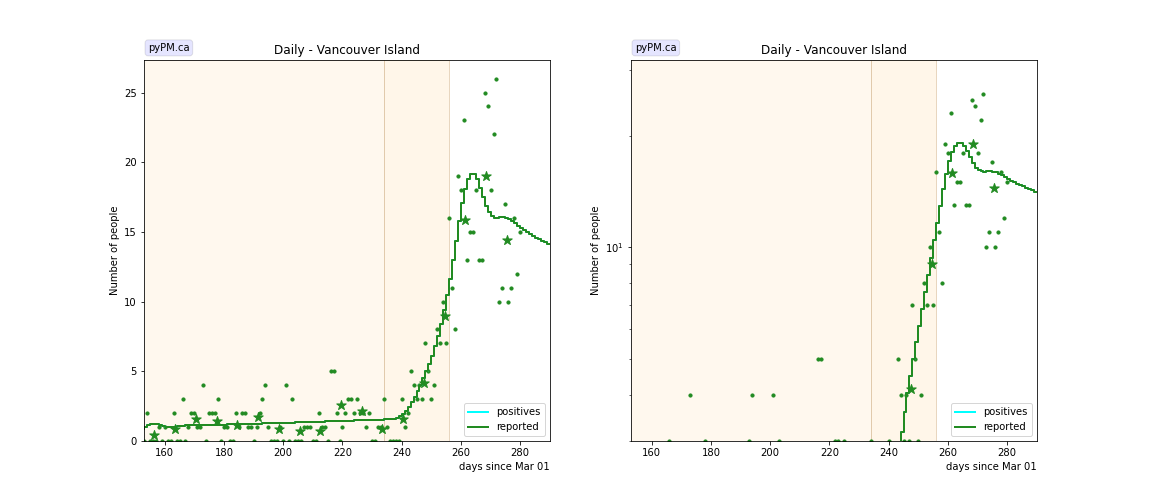 pyPM.ca
Daily - Vancouver Island
Number of people
25
20
15
10
5
0
160
180
200
220
240
260
280
days since Mar 01
positives
reported
pyPM.ca
Daily - Vancouver Island
Number of people
10¹
160
180
200
220
240
260
280
days since Mar 01
positives
reported